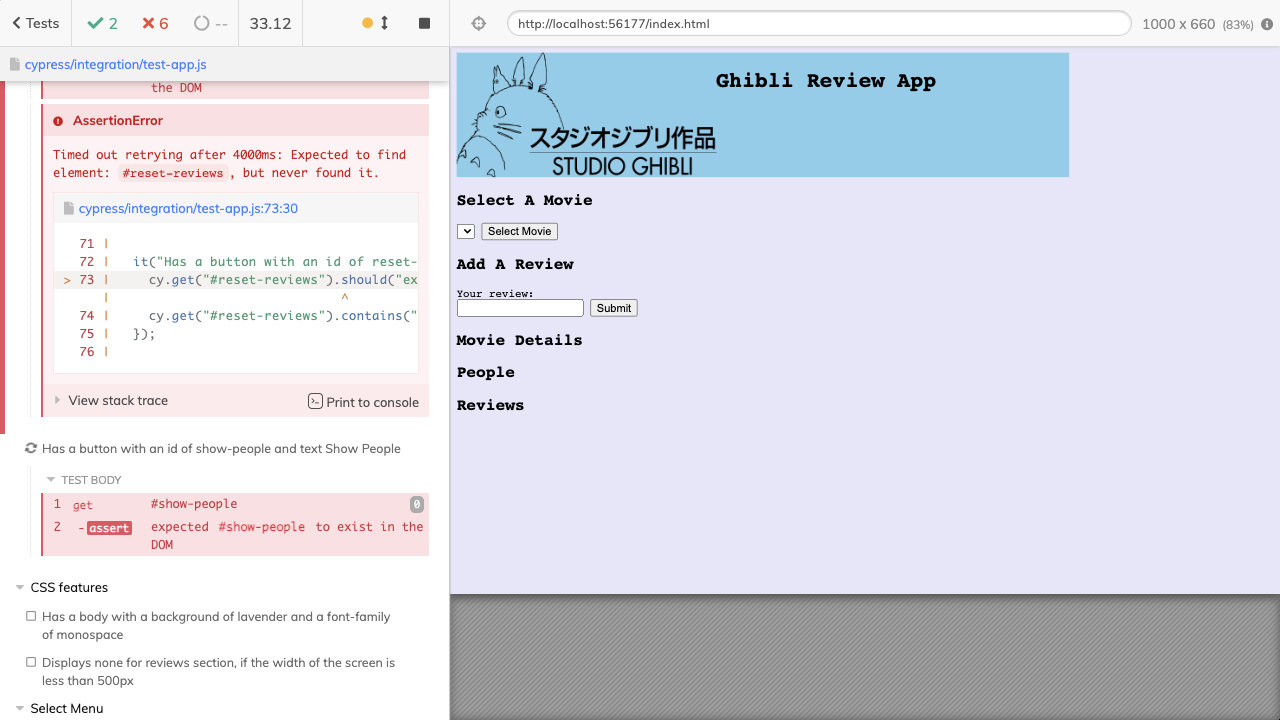 Tests
2
6
--
33.12
http://localhost:56177/index.html
1000 x 660 (83%)
cypress/integration/test-app.js
the DOM
AssertionError
Timed out retrying after 4000ms: Expected to find
element: #reset-reviews, but never found it.
cypress/integration/test-app.js:73:30
71 |
72 | it("Has a button with an id of reset-
> 73 | cy.get("#reset-reviews").should("ex
| ^
74 | cy.get("#reset-reviews").contains("
75 | });
76 |
View stack trace
Print to console
Has a button with an id of show-people and text Show People
TEST BODY
1 get #show-people 0
2 -assert expected #show-people to exist in the
DOM
CSS features
Has a body with a background of lavender and a font-family
of monospace
Displays none for reviews section, if the width of the screen is
less than 500px
Select Menu
Ghibli Review App
スタジオジブリ作品
STUDIO GHIBLI
Select A Movie
Select Movie
Add A Review
Your review:
Submit
Movie Details
People
Reviews